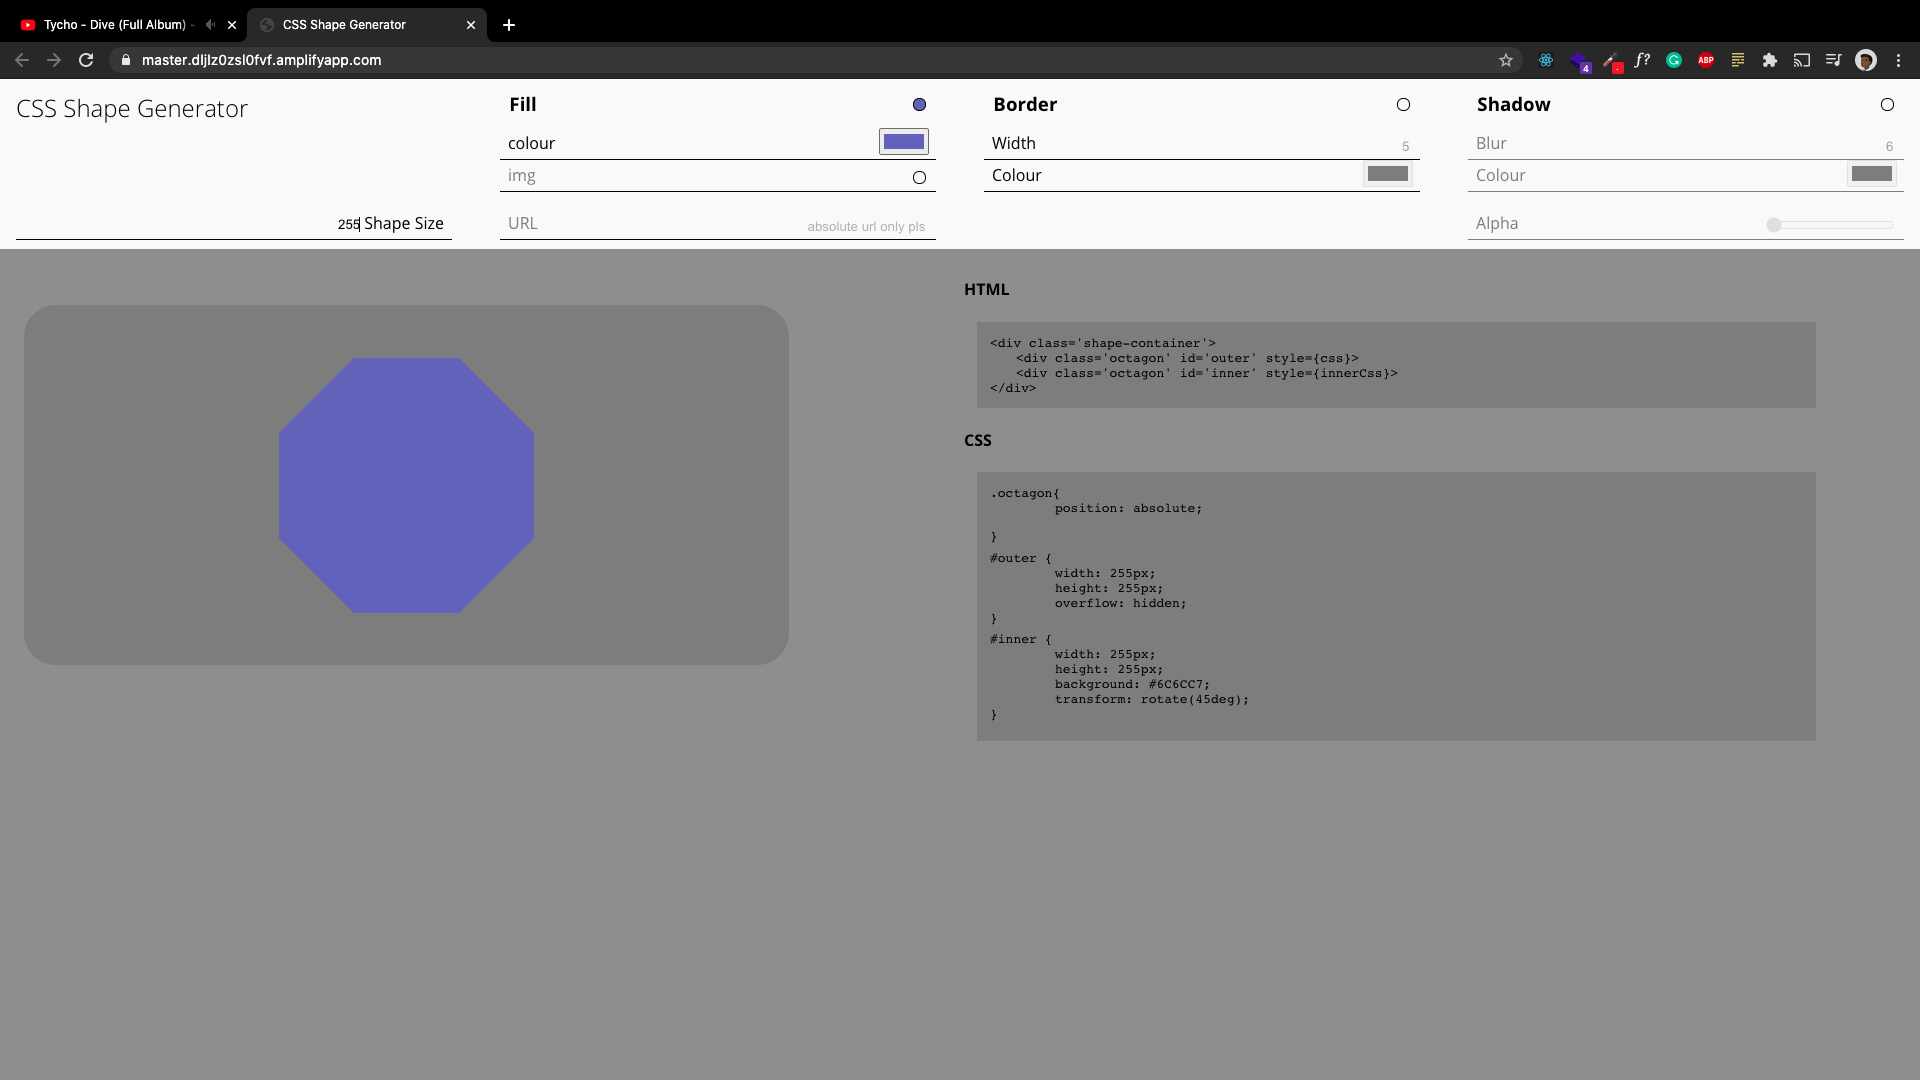 Tycho - Dive (Full Album) -
CSS Shape Generator
master.dljlz0zsl0fvf.amplifyapp.com
4
f?
G
ABP
CSS Shape Generator
255 Shape Size
Fill
colour
img
URL
absolute url only pls
Border
Width
5
Colour
Shadow
Blur
6
Colour
Alpha
HTML
<div class='shape-container'>
<div class='octagon' id='outer' style={css}>
<div class='octagon' id='inner' style={innerCss}>
</div>
CSS
.octagon{
position: absolute;
}
#outer {
width: 255px;
height: 255px;
overflow: hidden;
}
#inner {
width: 255px;
height: 255px;
background: #6C6CC7;
transform: rotate(45deg);
}